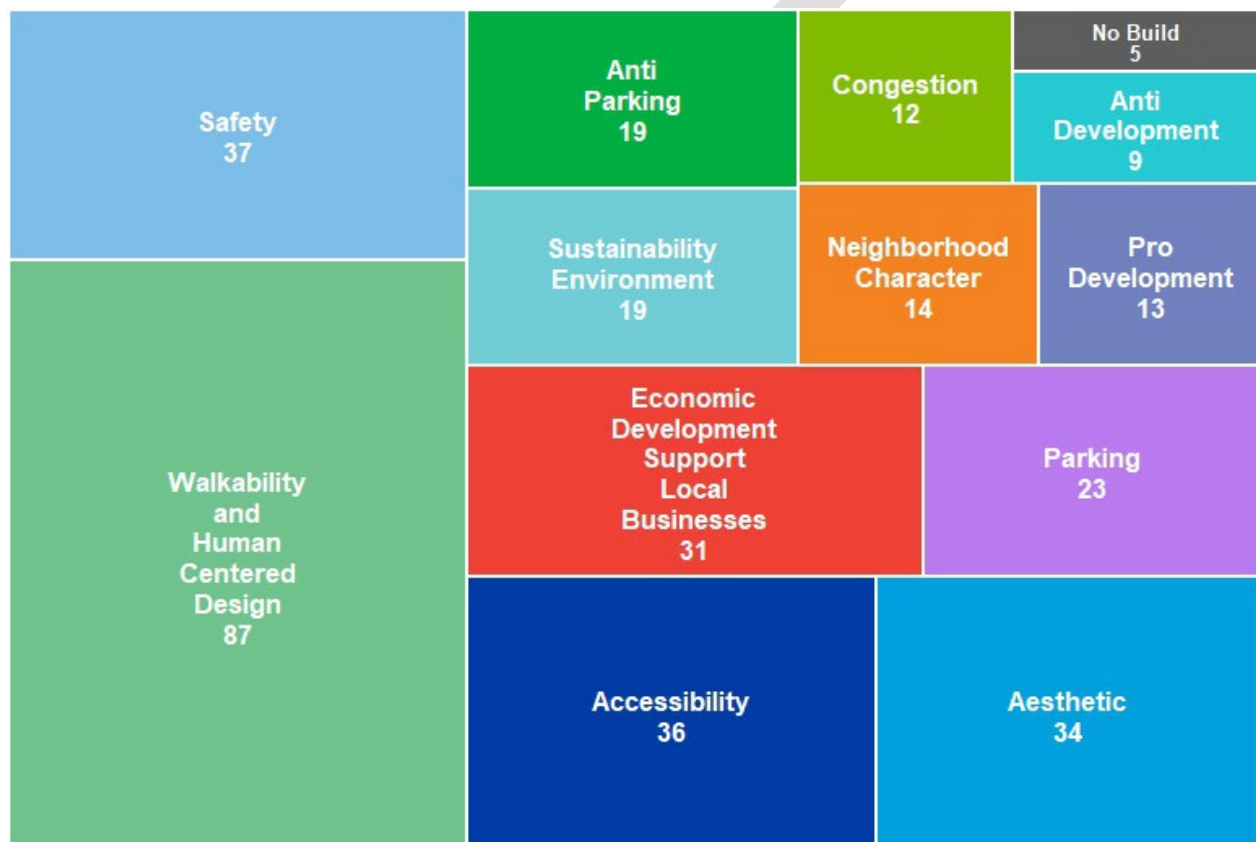 Safety
37
Walkability
and
Human
Centered
Design
87
Anti
Parking
19
Sustainability
Environment
19
Congestion
12
No Build
5
Anti
Development
9
Neighborhood
Character
14
Pro
Development
13
Economic
Development
Support
Local
Businesses
31
Parking
23
Accessibility
36
Aesthetic
34